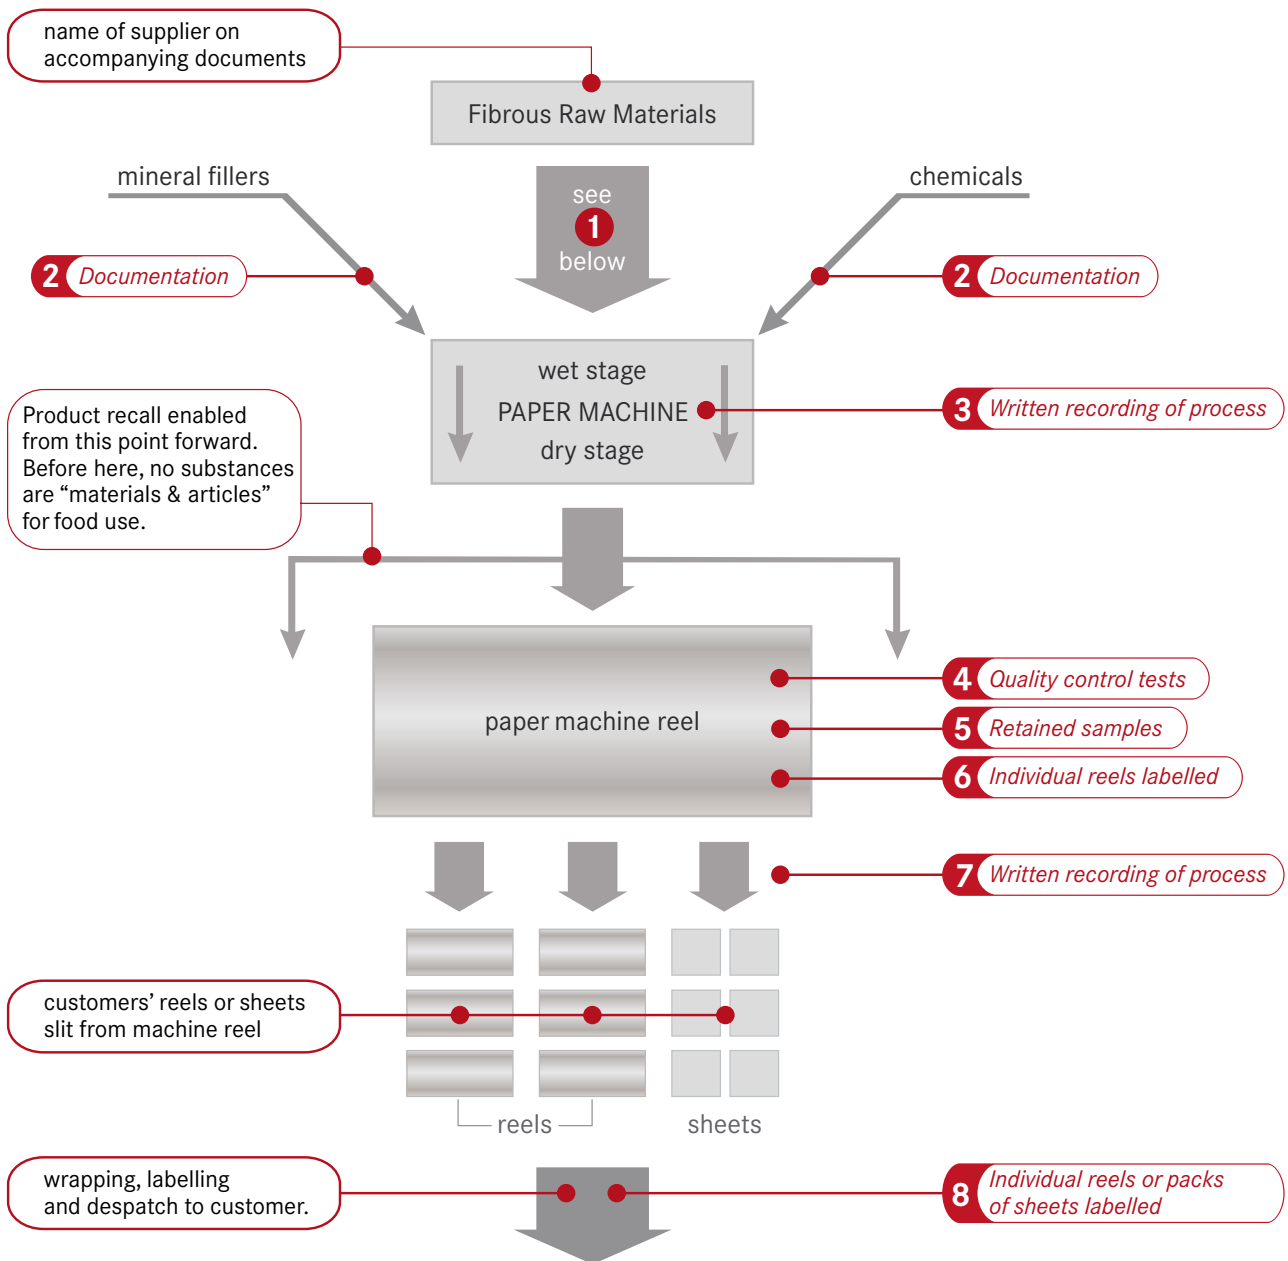 name of supplier on
accompanying documents
Fibrous Raw Materials
mineral fillers
chemicals
see
1
below
2 Documentation
2 Documentation
wet stage
PAPER MACHINE
dry stage
3 Written recording of process
Product recall enabled
from this point forward.
Before here, no substances
are “materials & articles”
for food use.
paper machine reel
4 Quality control tests
5 Retained samples
6 Individual reels labelled
7 Written recording of process
customers’ reels or sheets
slit from machine reel
reels
sheets
wrapping, labelling
and despatch to customer.
8 Individual reels or packs
of sheets labelled